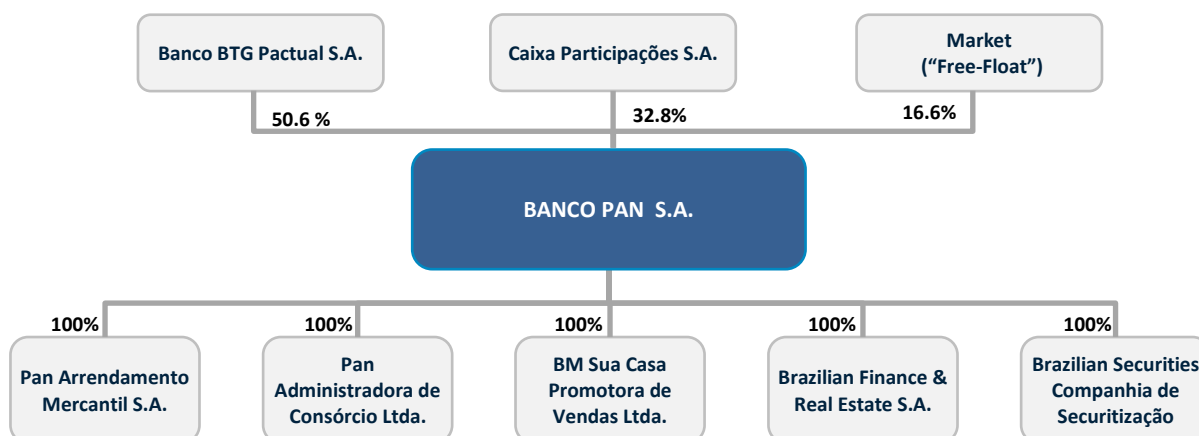 Banco BTG Pactual S.A.
Caixa Participações S.A.
Market
(“Free-Float”)
50.6 %
32.8%
16.6%
BANCO PAN S.A.
100%
100%
100%
100%
100%
Pan Arrendamento
Mercantil S.A.
Pan
Administradora de
Consórcio Ltda.
BM Sua Casa
Promotora de
Vendas Ltda.
Brazilian Finance &
Real Estate S.A.
Brazilian Securities
Companhia de
Securitização